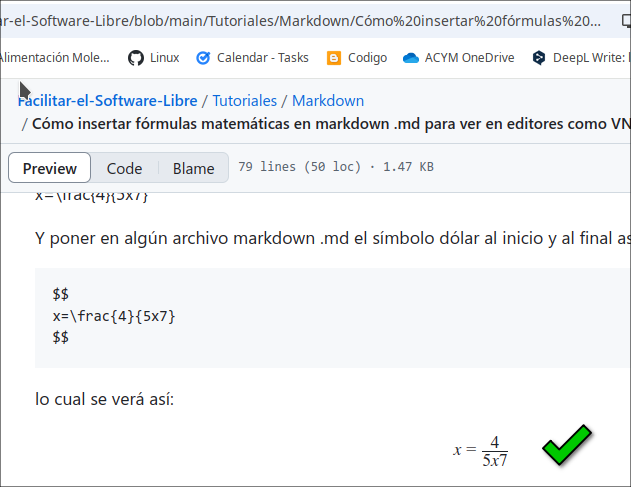 ar-el-Software-Libre/blob/main/Tutoriales/Markdown/Cómo%20insertar%20fórmulas%20...
Alimentación Mole... Linux Calendar - Tasks Codigo ACYM OneDrive DeepL Write:
Facilitar-el-Software-Libre / Tutoriales / Markdown
/ Cómo insertar fórmulas matemáticas en markdown .md para ver en editores como VN
Preview Code Blame 79 lines (50 loc) · 1.47 KB
x=\frac{4}{5x7}
Y poner en algún archivo markdown .md el símbolo dólar al inicio y al final as
$$
x=\frac{4}{5x7}
$$
lo cual se verá así:
x = 4/5x7